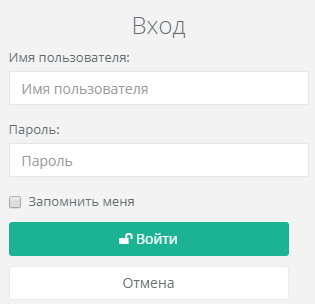 Вход
Имя пользователя:
Имя пользователя
Пароль:
Пароль
Запомнить меня
Войти
Отмена